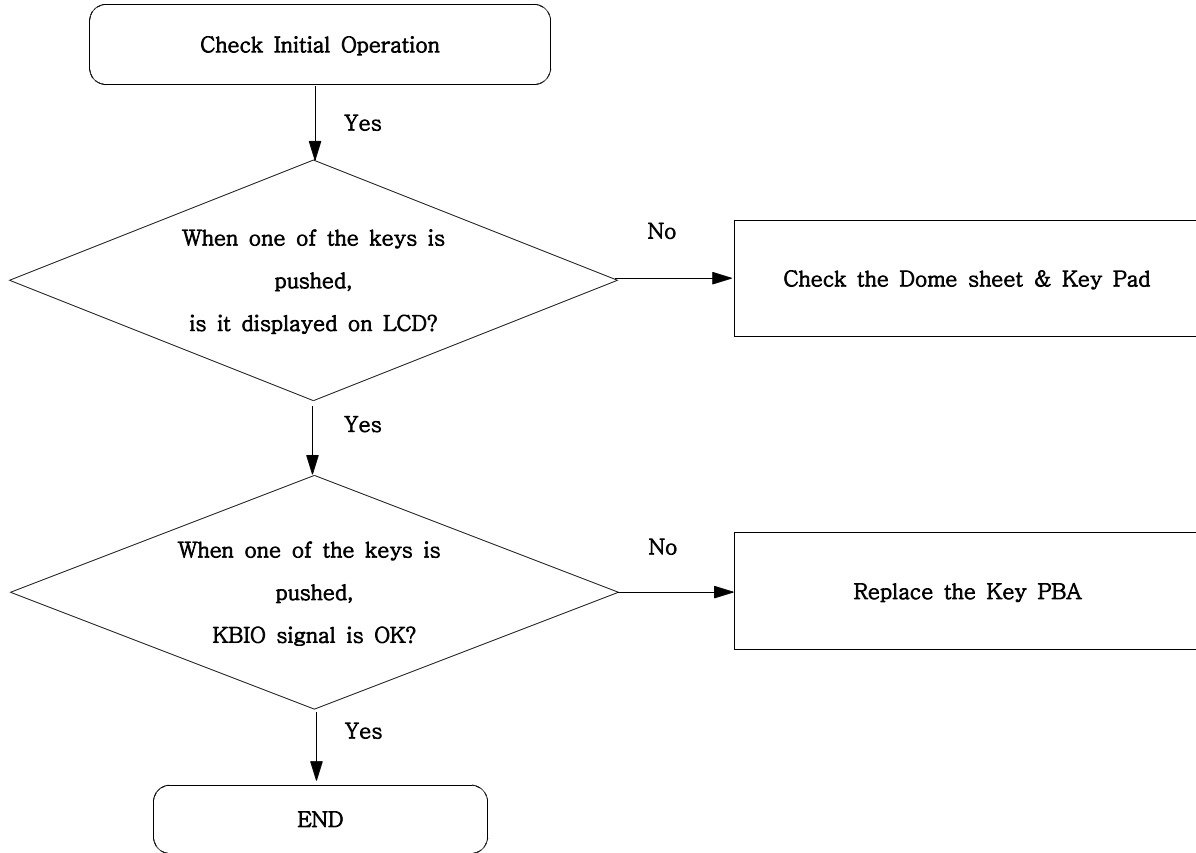 Check Initial Operation
Yes
When one of the keys is
pushed,
is it displayed on LCD?
No
Check the Dome sheet & Key Pad
Yes
When one of the keys is
pushed,
KBIO signal is OK?
No
Replace the Key PBA
Yes
END